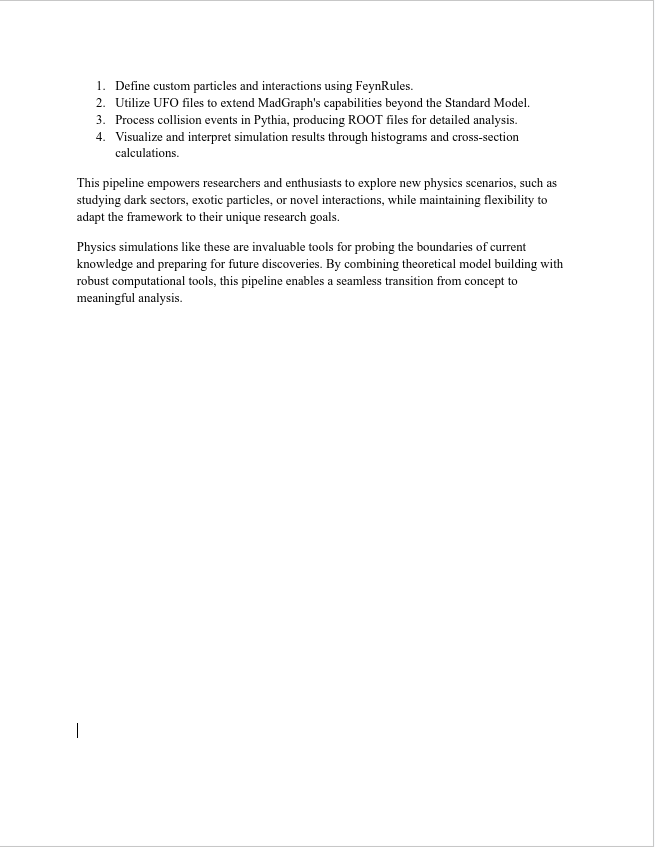 1. Define custom particles and interactions using FeynRules.
2. Utilize UFO files to extend MadGraph's capabilities beyond the Standard Model.
3. Process collision events in Pythia, producing ROOT files for detailed analysis.
4. Visualize and interpret simulation results through histograms and cross-section
calculations.
This pipeline empowers researchers and enthusiasts to explore new physics scenarios, such as
studying dark sectors, exotic particles, or novel interactions, while maintaining flexibility to
adapt the framework to their unique research goals.
Physics simulations like these are invaluable tools for probing the boundaries of current
knowledge and preparing for future discoveries. By combining theoretical model building with
robust computational tools, this pipeline enables a seamless transition from concept to
meaningful analysis.